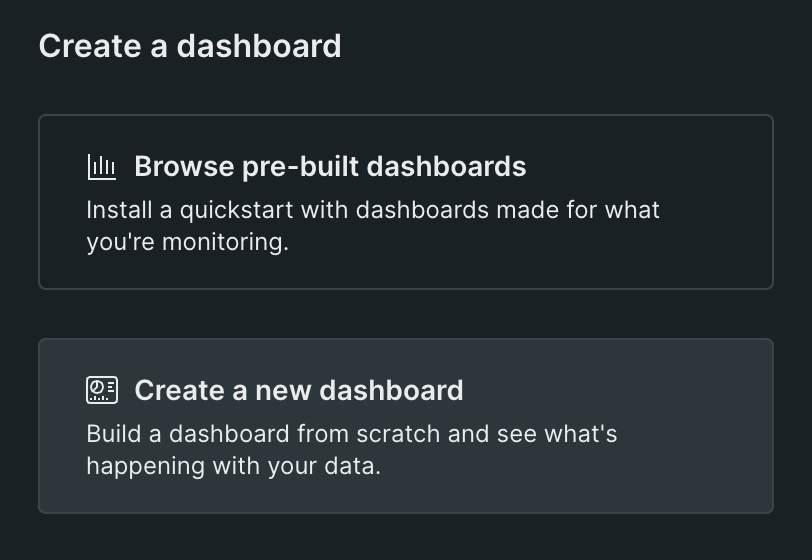 Create a dashboard
Browse pre-built dashboards
Install a quickstart with dashboards made for what
you're monitoring.
Create a new dashboard
Build a dashboard from scratch and see what's
happening with your data.